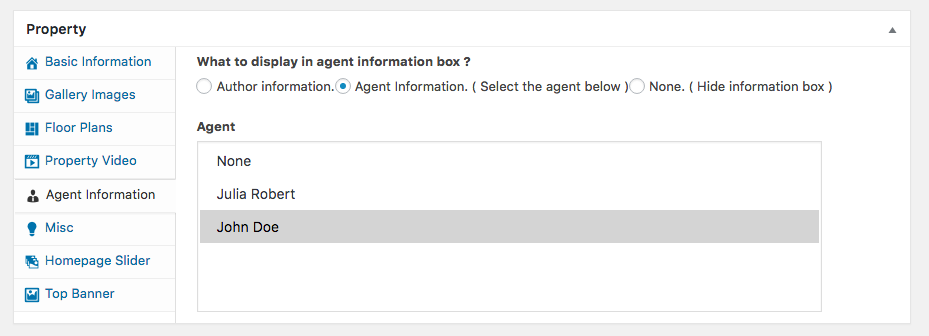 Property
Basic Information
Gallery Images
Floor Plans
Property Video
Agent Information
Misc
Homepage Slider
Top Banner
What to display in agent information box ?
Author information. Agent Information. ( Select the agent below ) None. ( Hide information box )
Agent
None
Julia Robert
John Doe